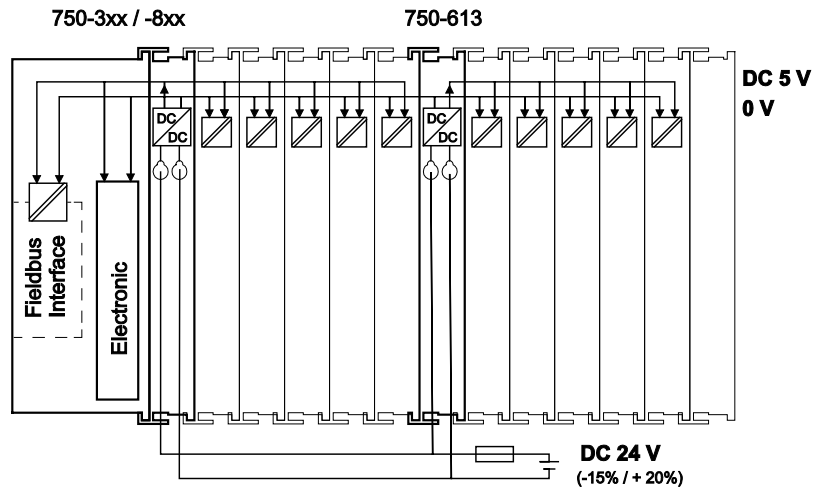 750-3xx / -8xx
750-613
DC 5 V
0 V
DC
DC
DC
DC
Fieldbus
Interface
Electronic
DC 24 V
(-15% / + 20%)